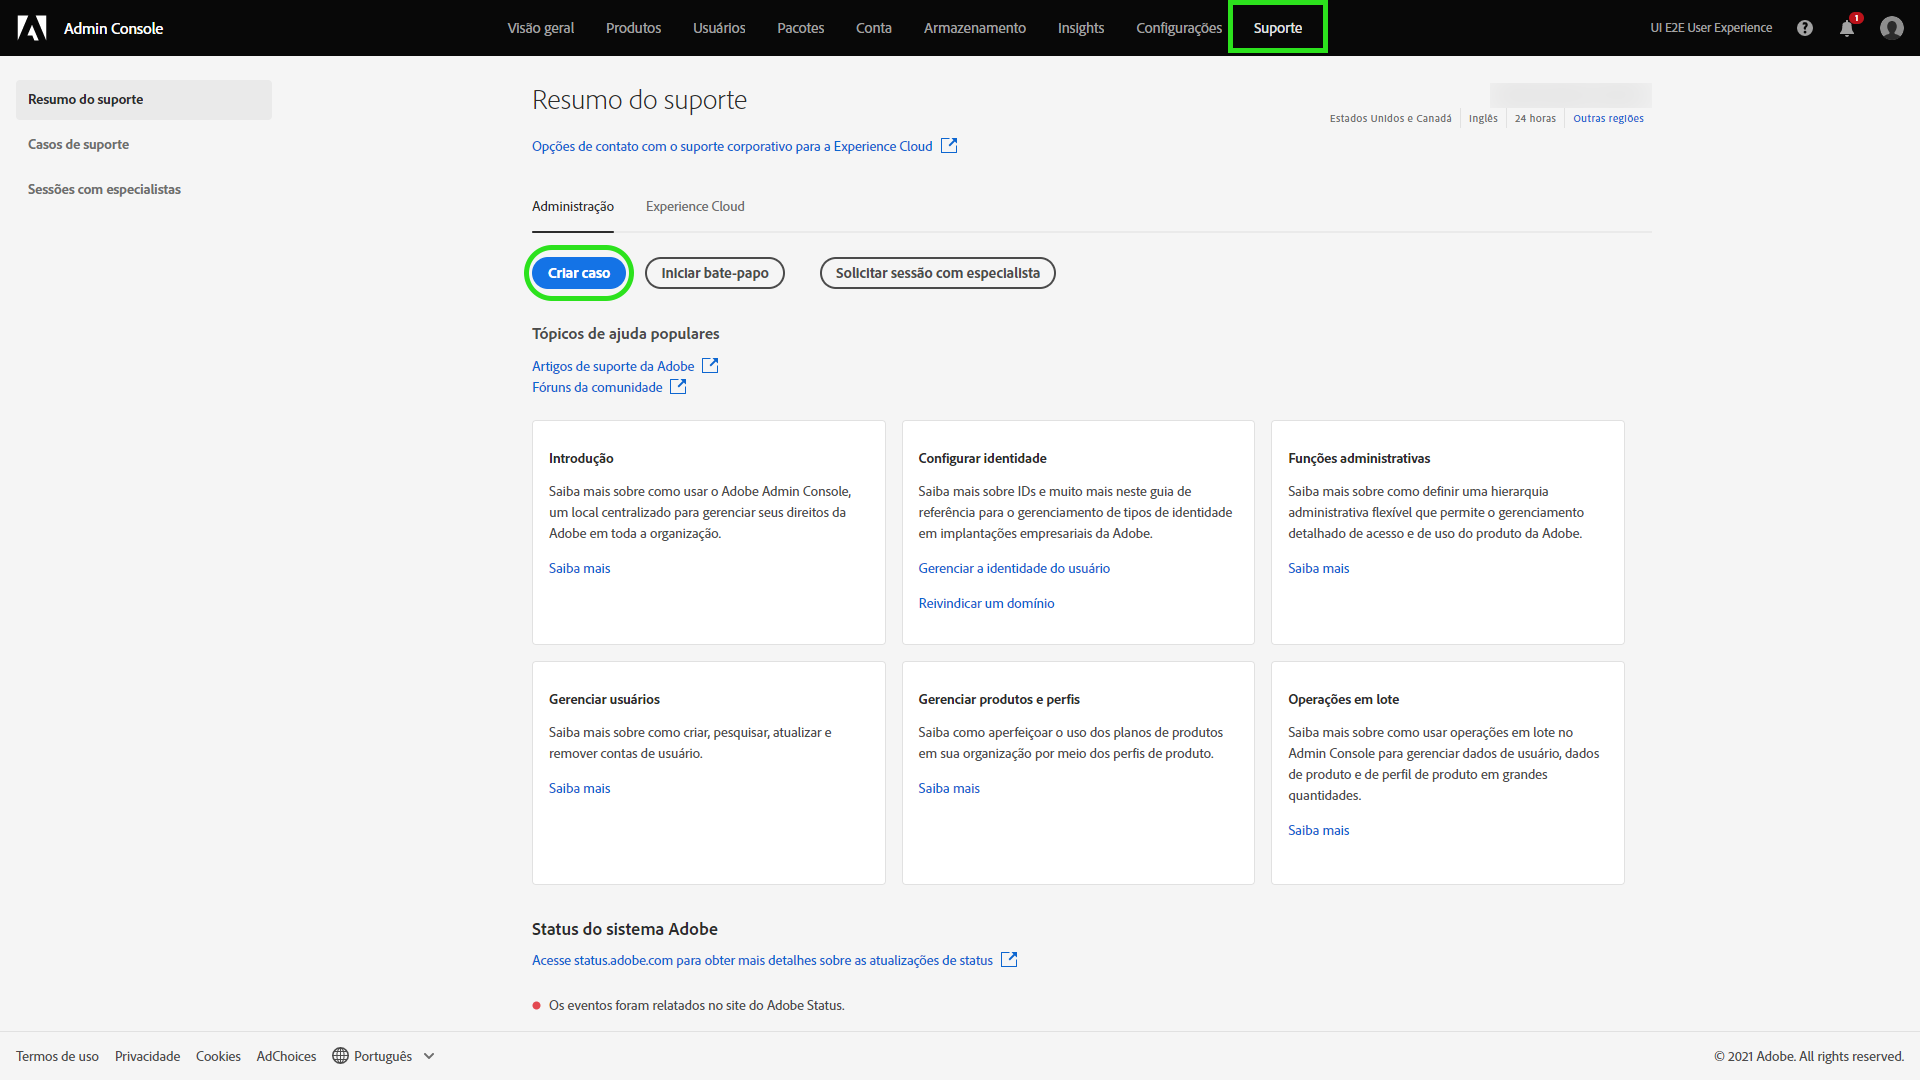 Admin Console
Visão geral
Produtos
Usuários
Pacotes
Conta
Armazenamento
Insights
Configurações
Suporte
UI E2E User Experience
?
1
Resumo do suporte
Casos de suporte
Sessões com especialistas
Resumo do suporte
Estados Unidos e Canadá
Inglês
24 horas
Outras regiões
Opções de contato com o suporte corporativo para a Experience Cloud
Administração
Experience Cloud
Criar caso
Iniciar bate-papo
Solicitar sessão com especialista
Tópicos de ajuda populares
Artigos de suporte da Adobe
Fóruns da comunidade
Introdução
Saiba mais sobre como usar o Adobe Admin Console,
um local centralizado para gerenciar seus direitos da
Adobe em toda a organização.
Saiba mais
Configurar identidade
Saiba mais sobre IDs e muito mais neste guia de
referência para o gerenciamento de tipos de identidade
em implantações empresariais da Adobe.
Gerenciar a identidade do usuário
Reivindicar um domínio
Funções administrativas
Saiba mais sobre como definir uma hierarquia
administrativa flexível que permite o gerenciamento
detalhado de acesso e de uso do produto da Adobe.
Saiba mais
Gerenciar usuários
Saiba mais sobre como criar, pesquisar, atualizar e
remover contas de usuário.
Saiba mais
Gerenciar produtos e perfis
Saiba como aperfeiçoar o uso dos planos de produtos
em sua organização por meio dos perfis de produto.
Saiba mais
Operações em lote
Saiba mais sobre como usar operações em lote no
Admin Console para gerenciar dados de usuário, dados
de produto e de perfil de produto em grandes
quantidades.
Saiba mais
Status do sistema Adobe
Acesse status.adobe.com para obter mais detalhes sobre as atualizações de status
Os eventos foram relatados no site do Adobe Status.
Termos de uso
Privacidade
Cookies
AdChoices
Português
© 2021 Adobe. All rights reserved.